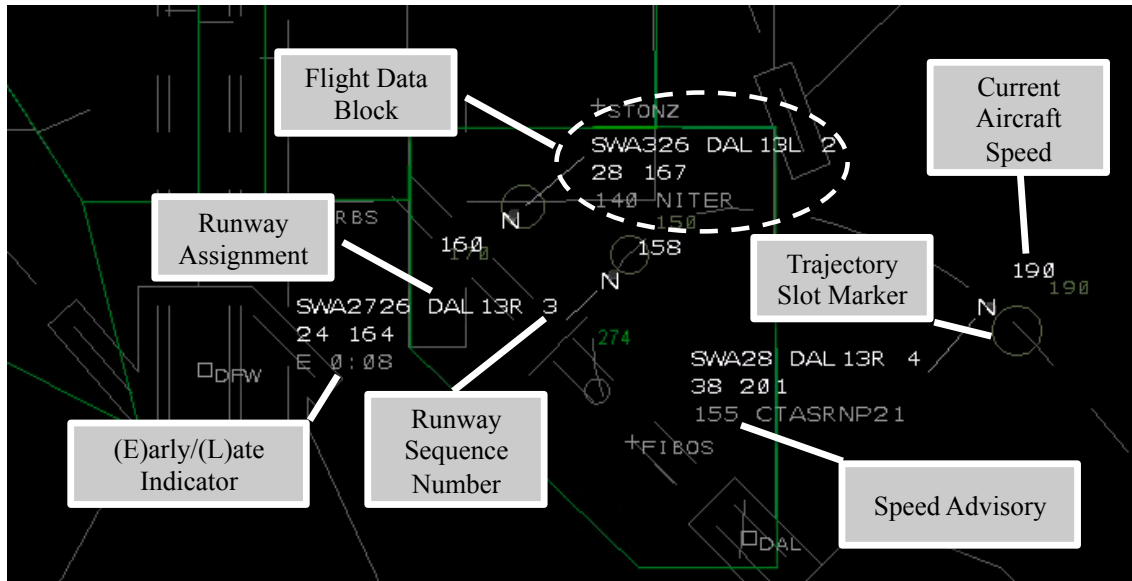 Flight Data
Block
Current
Aircraft
Speed
STONZ
SWA326 DAL 13L 2
28 167
140 NITER
Runway
Assignment
RBS
150
160
170
158
N
N
Trajectory
Slot Marker
190
190
N
SWA2726 DAL 13R 3
24 164
E 0:08
DFW
274
SWA28 DAL 13R 4
38 201
155 CTASRNP21
(E)arly/(L)ate
Indicator
Runway
Sequence
Number
FIBOS
Speed Advisory
DAL